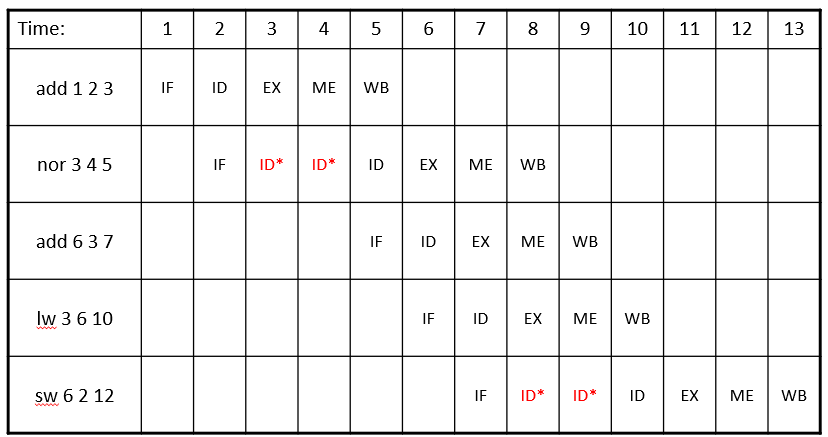 Time: 1 2 3 4 5 6 7 8 9 10 11 12 13
add 1 2 3 IF ID EX ME WB
nor 3 4 5 IF ID* ID* ID EX ME WB
add 6 3 7 IF ID EX ME WB
lw 3 6 10 IF ID EX ME WB
sw 6 2 12 IF ID* ID* ID EX ME WB